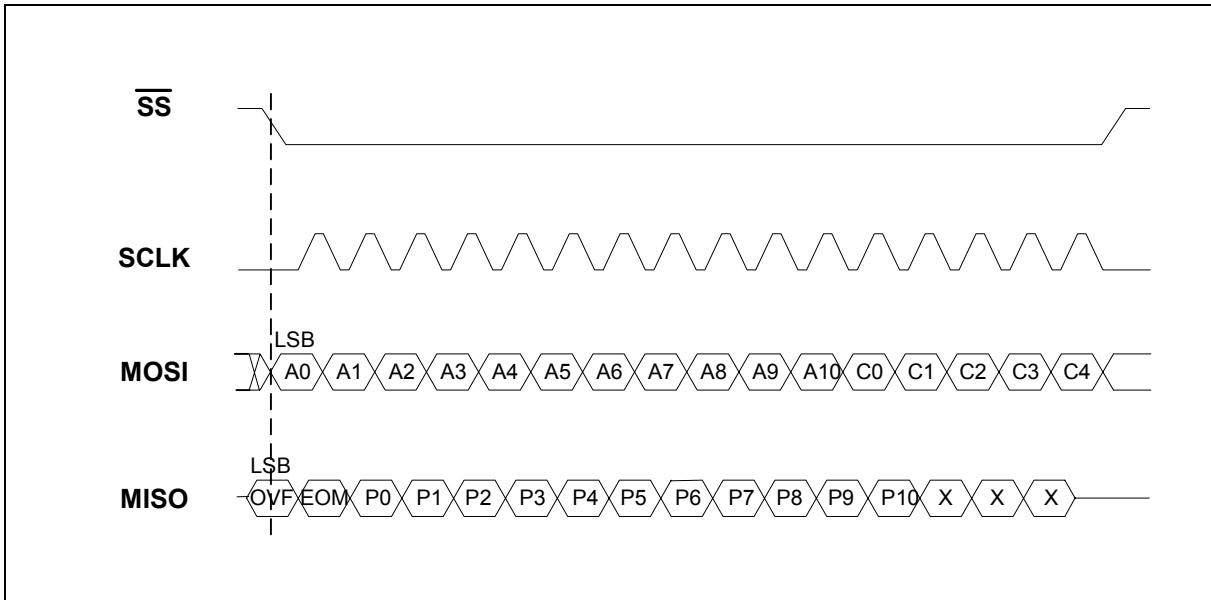 SS
SCLK
LSB
MOSI A0 A1 A2 A3 A4 A5 A6 A7 A8 A9 A10 C0 C1 C2 C3 C4
LSB
MISO OVF EOM P0 P1 P2 P3 P4 P5 P6 P7 P8 P9 P10 X X X